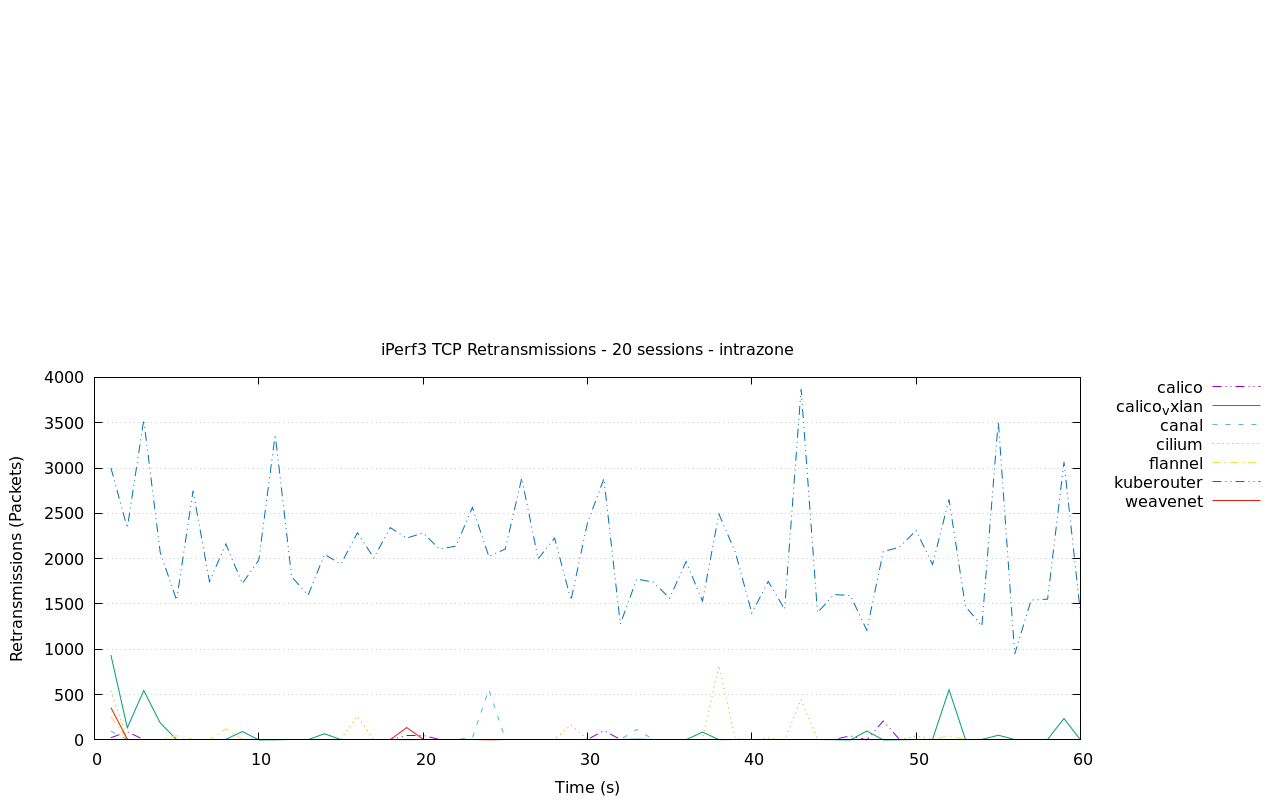 iPerf3 TCP Retransmissions - 20 sessions - intrazone
4000
3500
3000
2500
2000
1500
1000
500
0
Retransmissions (Packets)
0 10 20 30 40 50 60
Time (s)
calico
calicovxlan
canal
cilium
flannel
kuberouter
weavenet